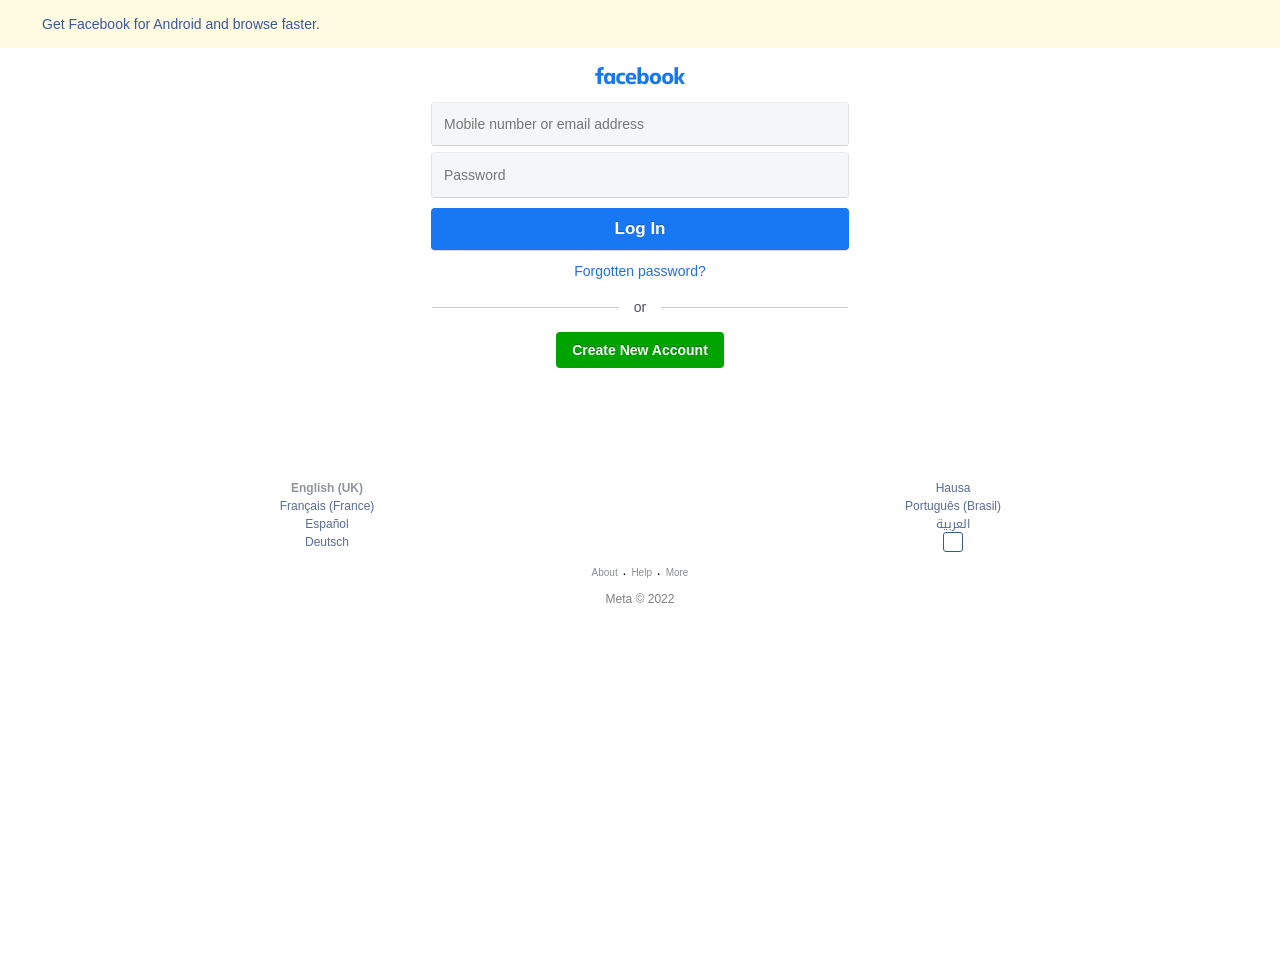 Get Facebook for Android and browse faster.
facebook
Mobile number or email address
Password
Log In
Forgotten password?
or
Create New Account
English (UK)
Français (France)
Español
Deutsch
Hausa
Português (Brasil)
العربية
About · Help · More
Meta © 2022